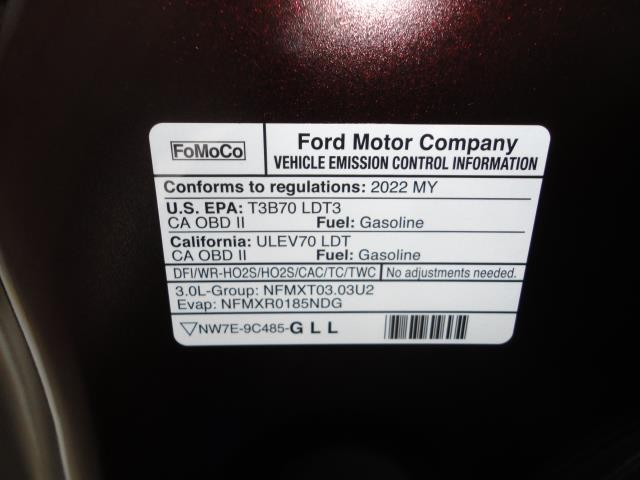 FoMoCo
Ford Motor Company
VEHICLE EMISSION CONTROL INFORMATION
Conforms to regulations: 2022 MY
U.S. EPA: T3B70 LDT3
CA OBD II Fuel: Gasoline
California: ULEV70 LDT
CA OBD II Fuel: Gasoline
DFI/WR-HO2S/HO2S/CAC/TC/TWC No adjustments needed.
3.0L-Group: NFMXT03.03U2
Evap: NFMXR0185NDG
NW7E-9C485-GLL